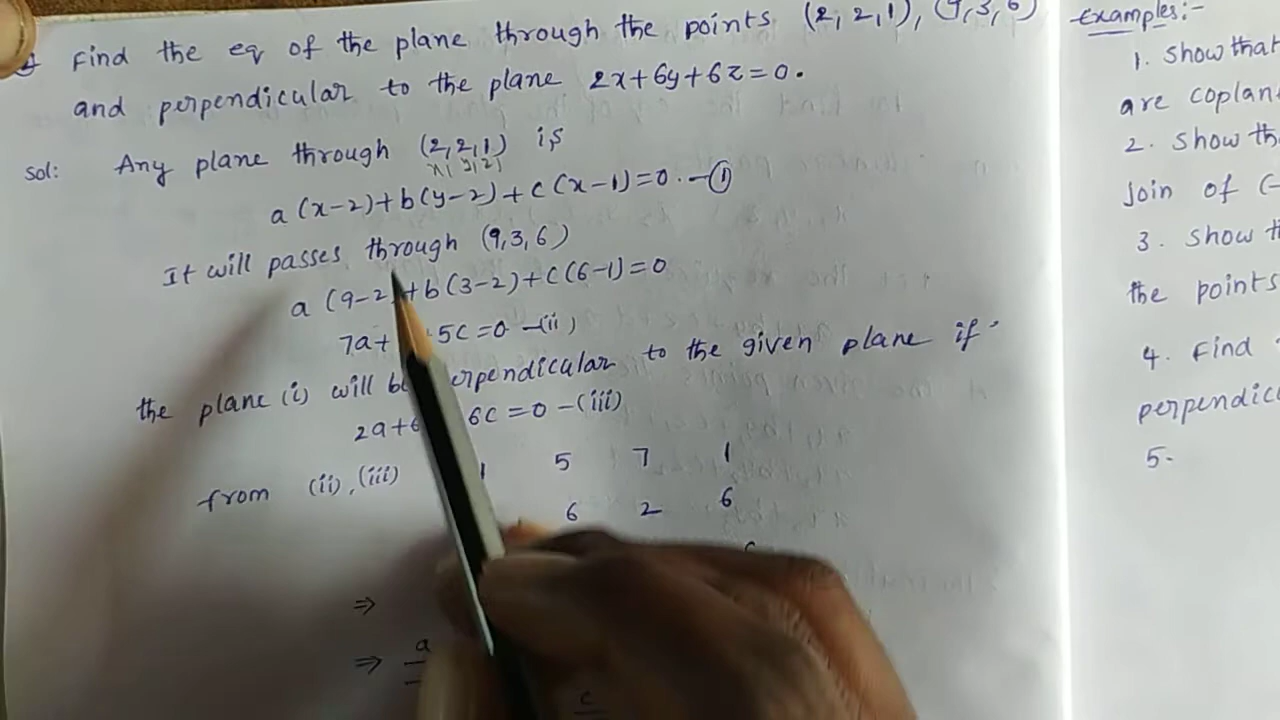 Find the eq of the plane through the points (2, 2, 1), (9, 3, 6)
and perpendicular to the plane 2x+6y+6z=0.
Sol: Any plane through (2,2,1) is
a (x-2)+b(y-2)+c(x-1)=0. -①
It will passes through (9,3,6)
a (9-2)+b(3-2)+c(6-1)=0
7a+ 5c=0 -(ii)
the plane (i) will be perpendicular to the given plane if
2a+6 6c=0 -(iii)
from (ii), (iii) 1 5 7 1
6 2 6
⇒
⇒ a
c
Examples:-
1. Show that
are coplan
2. Show th
join of (-
3. Show t
the points
4. Find
perpendic
5.